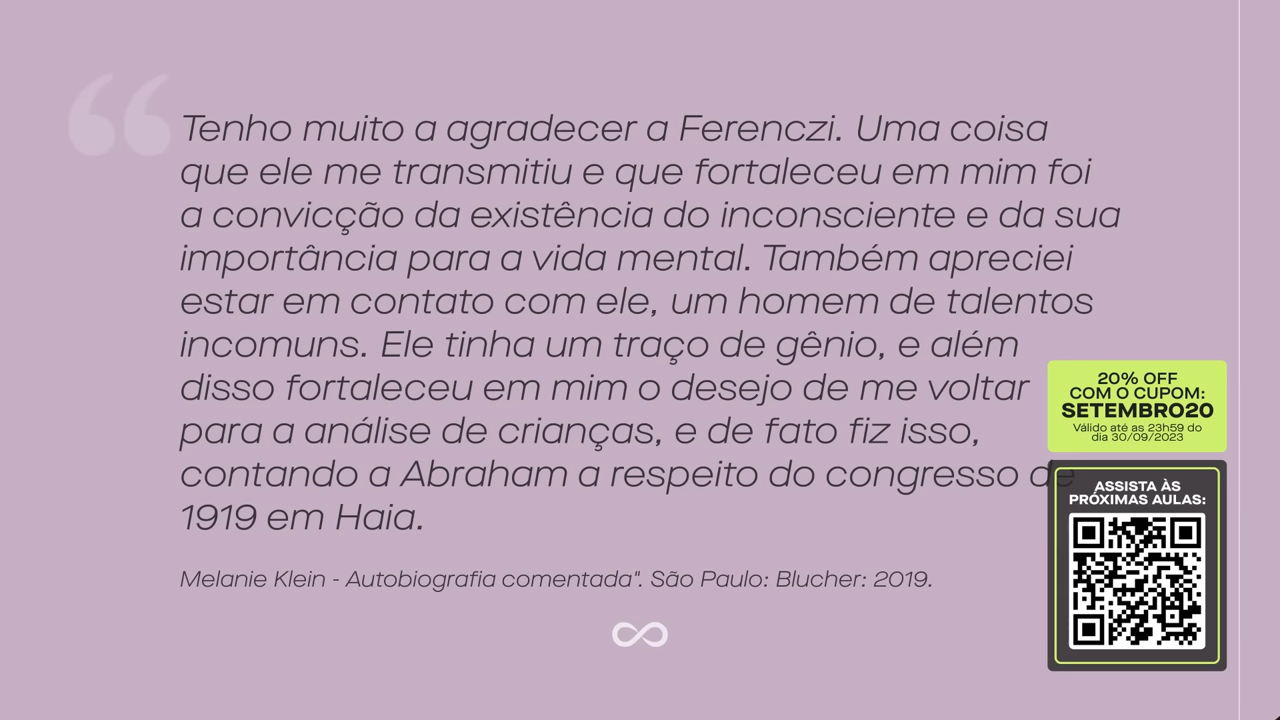 Tenho muito a agradecer a Ferenczi. Uma coisa
que ele me transmitiu e que fortaleceu em mim foi
a convicção da existência do inconsciente e da sua
importância para a vida mental. Também apreciei
estar em contato com ele, um homem de talentos
incomuns. Ele tinha um traço de gênio, e além
disso fortaleceu em mim o desejo de me voltar
para a análise de crianças, e de fato fiz isso,
contando a Abraham a respeito do congresso de
1919 em Haia.
Melanie Klein - Autobiografia comentada". São Paulo: Blucher: 2019.
20% OFF
COM O CUPOM:
SETEMBRO20
Válido até as 23h59 do
dia 30/09/2023
ASSISTA ÀS
PRÓXIMAS AULAS: